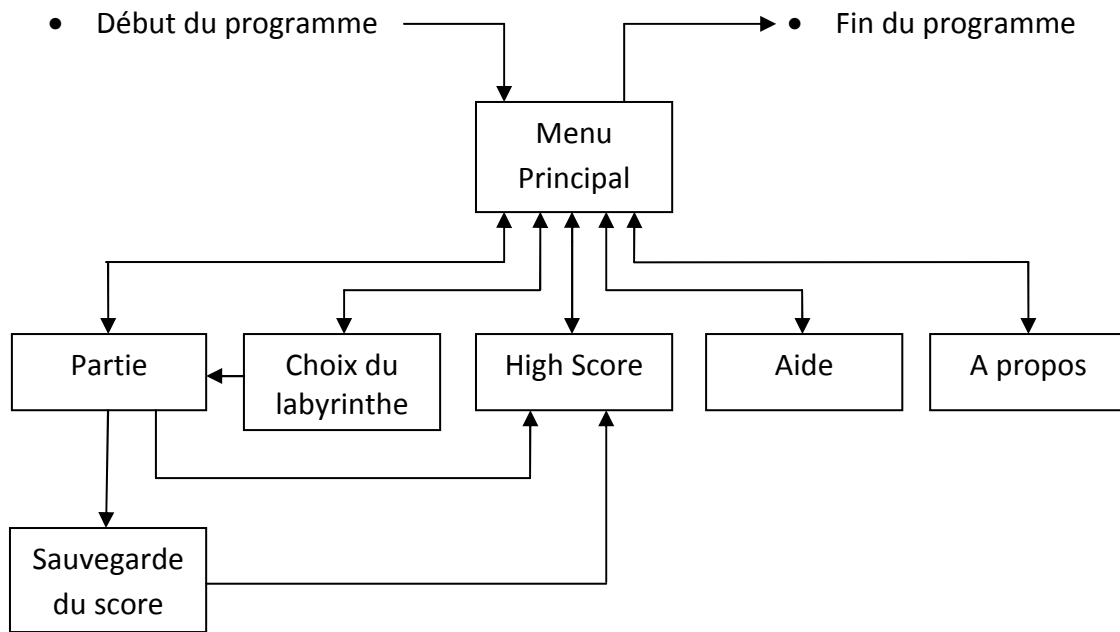 • Début du programme
• Fin du programme
Menu
Principal
Partie
Choix du
labyrinthe
High Score
Aide
A propos
Sauvegarde
du score